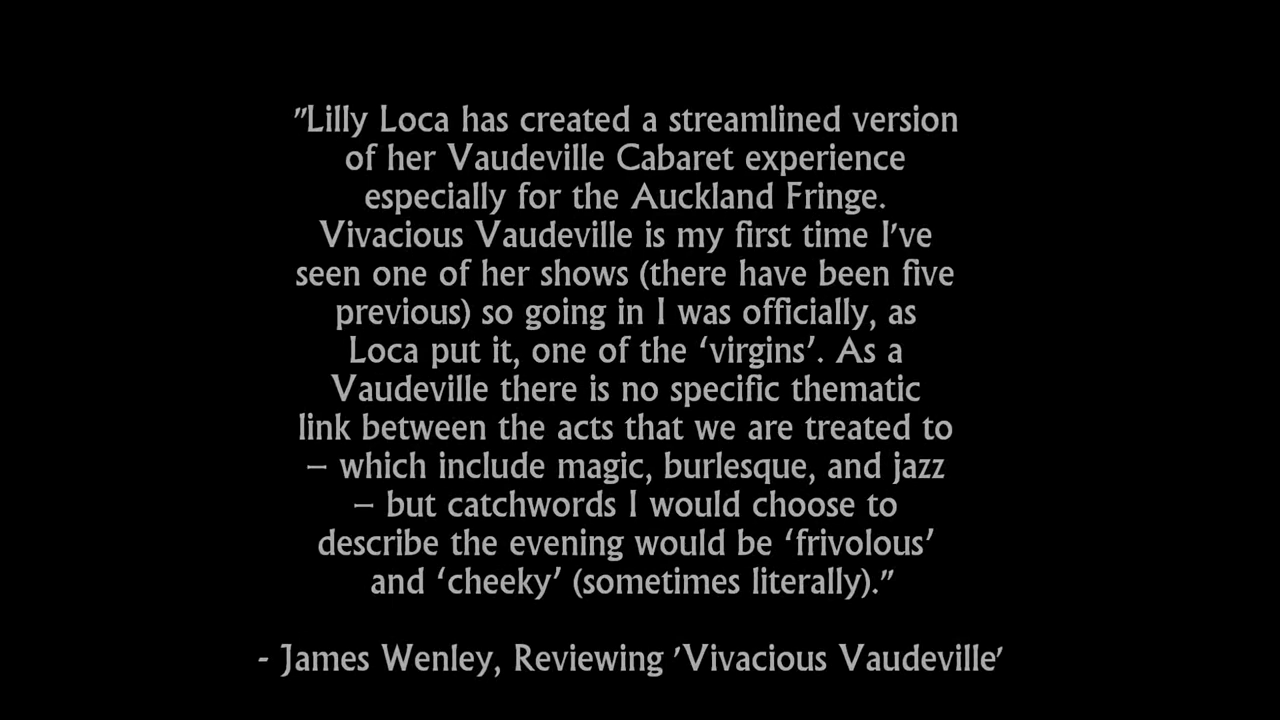 "Lilly Loca has created a streamlined version
of her Vaudeville Cabaret experience
especially for the Auckland Fringe.
Vivacious Vaudeville is my first time I've
seen one of her shows (there have been five
previous) so going in I was officially, as
Loca put it, one of the ‘virgins’. As a
Vaudeville there is no specific thematic
link between the acts that we are treated to
– which include magic, burlesque, and jazz
– but catchwords I would choose to
describe the evening would be ‘frivolous’
and ‘cheeky’ (sometimes literally)."
- James Wenley, Reviewing 'Vivacious Vaudeville'